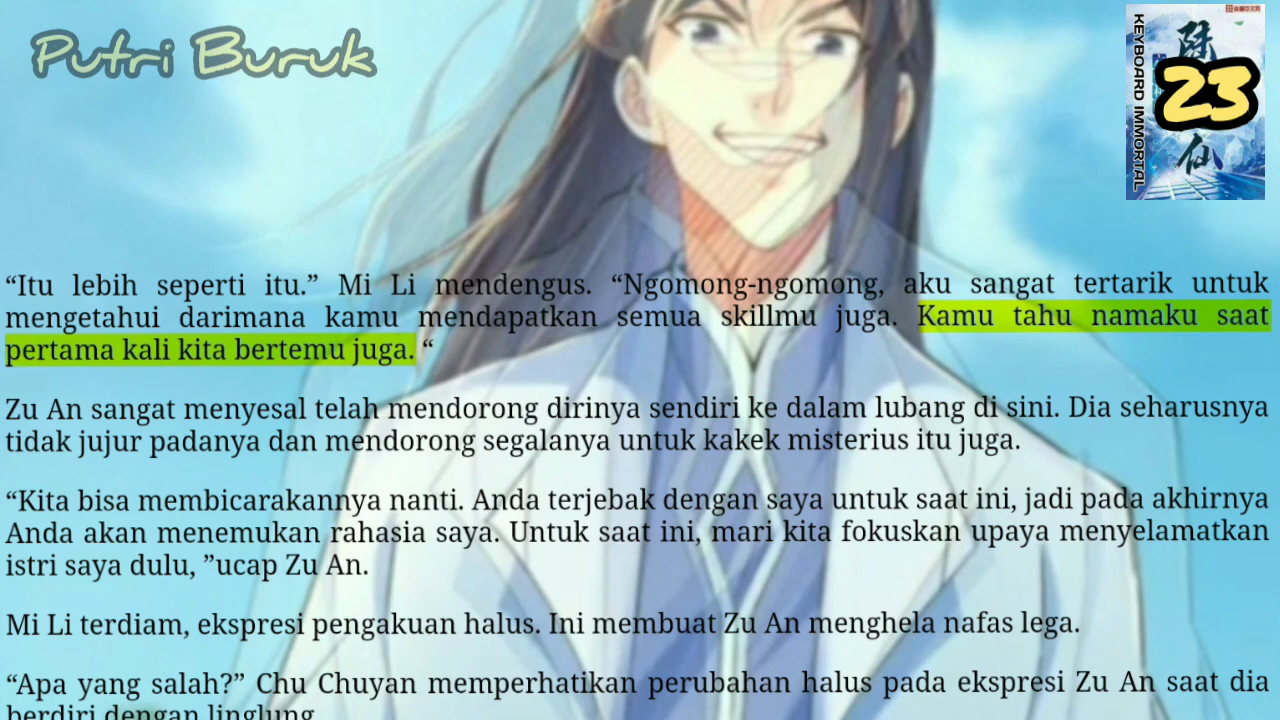 Putri Buruk
陸
23
仙
KEYBOARD IMMORTAL
“Itu lebih seperti itu.” Mi Li mendengus. “Ngomong-ngomong, aku sangat tertarik untuk
mengetahui darimana kamu mendapatkan semua skillmu juga. Kamu tahu namaku saat
pertama kali kita bertemu juga. “
Zu An sangat menyesal telah mendorong dirinya sendiri ke dalam lubang di sini. Dia seharusnya
tidak jujur padanya dan mendorong segalanya untuk kakek misterius itu juga.
“Kita bisa membicarakannya nanti. Anda terjebak dengan saya untuk saat ini, jadi pada akhirnya
Anda akan menemukan rahasia saya. Untuk saat ini, mari kita fokuskan upaya menyelamatkan
istri saya dulu, ”ucap Zu An.
Mi Li terdiam, ekspresi pengakuan halus. Ini membuat Zu An menghela nafas lega.
“Apa yang salah?” Chu Chuyan memperhatikan perubahan halus pada ekspresi Zu An saat dia
berdiri dengan linglung.